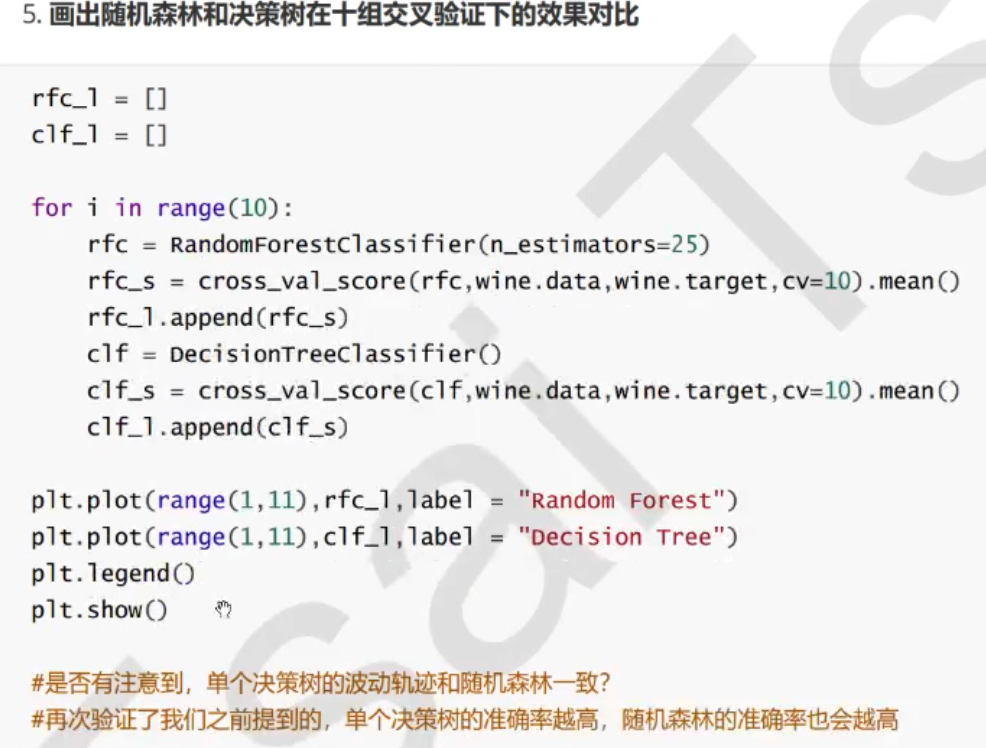 5. 画出随机森林和决策树在十组交叉验证下的效果对比
rfc_l = []
clf_l = []
for i in range(10):
    rfc = RandomForestClassifier(n_estimators=25)
    rfc_s = cross_val_score(rfc,wine.data,wine.target,cv=10).mean()
    rfc_l.append(rfc_s)
    clf = DecisionTreeClassifier()
    clf_s = cross_val_score(clf,wine.data,wine.target,cv=10).mean()
    clf_l.append(clf_s)
plt.plot(range(1,11),rfc_l,label = "Random Forest")
plt.plot(range(1,11),clf_l,label = "Decision Tree")
plt.legend()
plt.show()
#是否有注意到，单个决策树的波动轨迹和随机森林一致？
#再次验证了我们之前提到的，单个决策树的准确率越高，随机森林的准确率也会越高